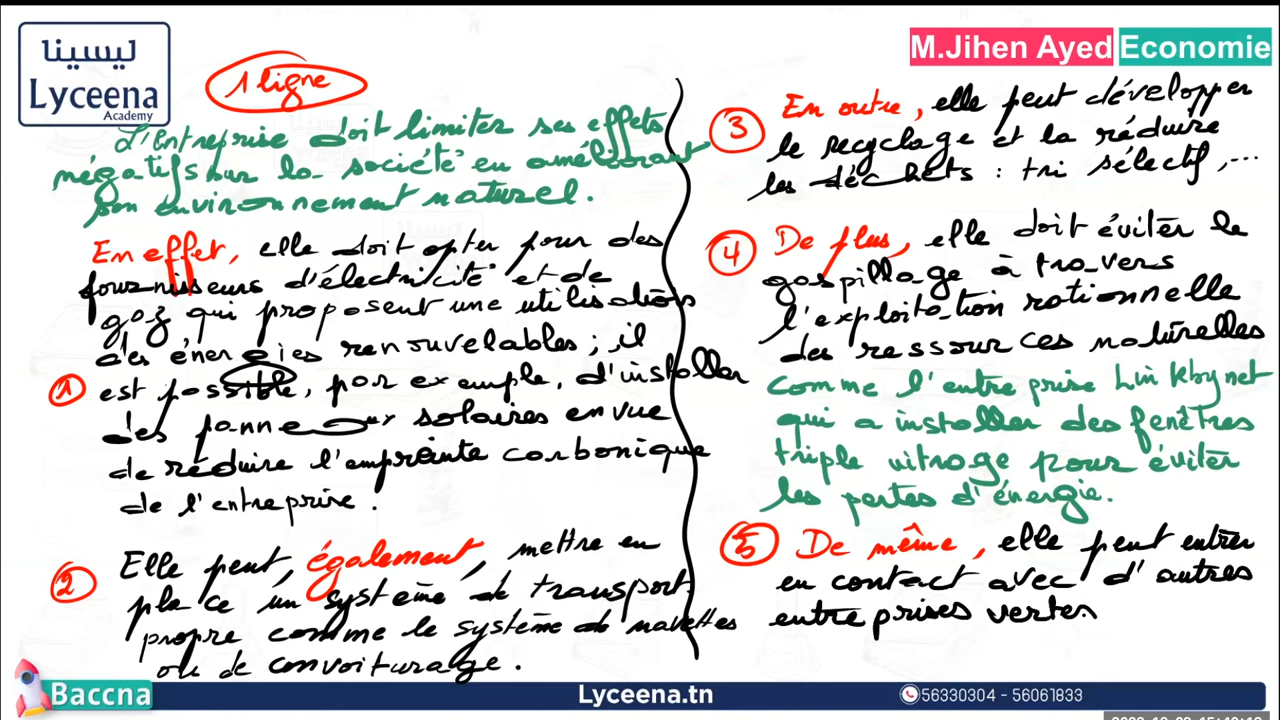 ليسينا
Lyceena
Academy
M.Jihen Ayed Economie
1 ligne
L'Entreprise doit limiter ses effets
négatifs sur la société en améliorant
son environnement naturel.
En effet, elle doit opter pour des
fournisseurs d'électricité et de
gaz qui proposent une utilisations
des énergies renouvelables ; il
① est possible, par exemple, d'installer
des panneaux solaires en vue
de réduire l'empreinte carbonique
de l'entreprise.
② Elle peut, également, mettre en
place un système de transport
propre comme le système de navettes
ou de convoiturage.
③ En outre, elle peut développer
le recyclage et la réduire
les déchets : tri sélectif, ...
④ De plus, elle doit éviter le
gaspillage à travers
l'exploitation rationnelle
des ressources naturelles
comme l'entreprise Lin Kbynet
qui a installer des fenêtres
triple vitrage pour éviter
les pertes d'énergie.
⑤ De même, elle peut entrer
en contact avec d'autres
entreprises vertes.
Baccna
Lyceena.tn
56330304 - 56061833